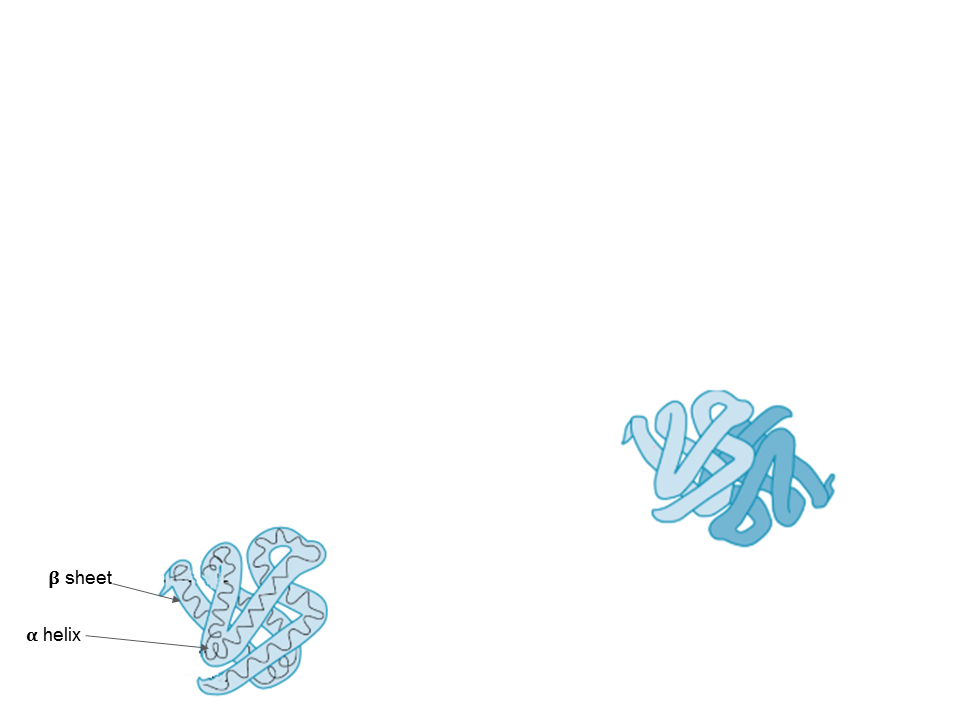 β sheet
α helix